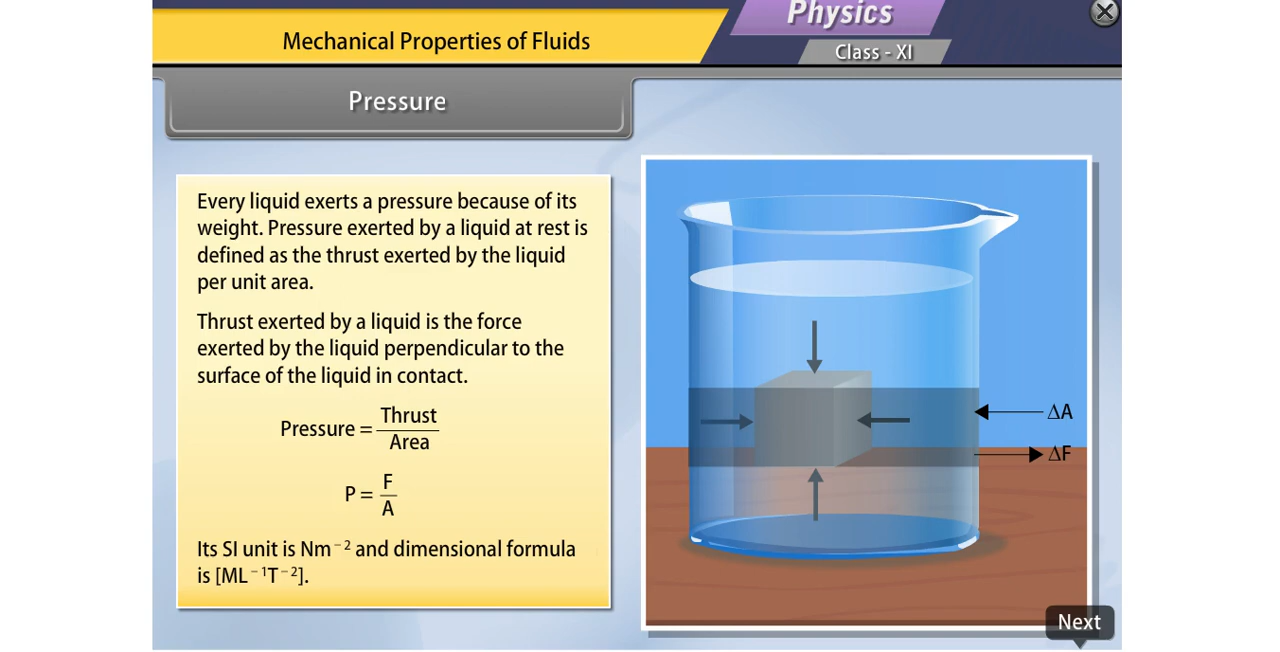 Physics
Mechanical Properties of Fluids
Class - XI
Pressure
Every liquid exerts a pressure because of its
weight. Pressure exerted by a liquid at rest is
defined as the thrust exerted by the liquid
per unit area.
Thrust exerted by a liquid is the force
exerted by the liquid perpendicular to the
surface of the liquid in contact.
Pressure = Thrust / Area
P = F / A
Its SI unit is Nm⁻² and dimensional formula
is [ML⁻¹T⁻²].
ΔA
ΔF
Next